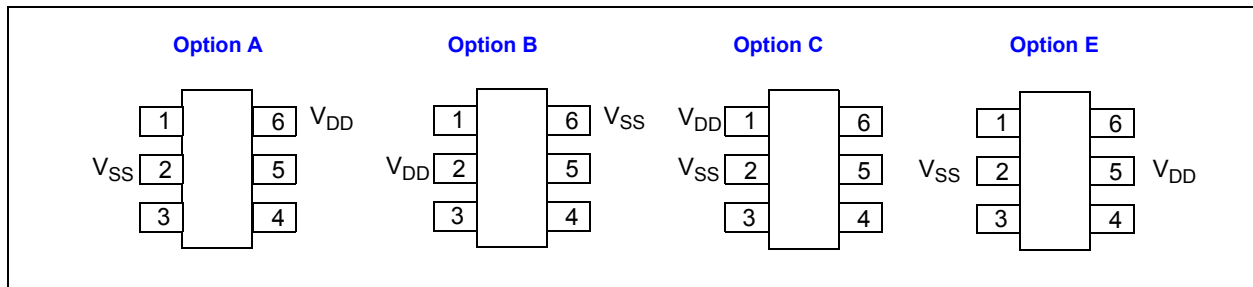 Option A Option B Option C Option E
1 6 VDD 1 6 VSS VDD 1 6 1 6
VSS 2 5 VDD 2 5 VSS 2 5 VSS 2 5 VDD
3 4 3 4 3 4 3 4